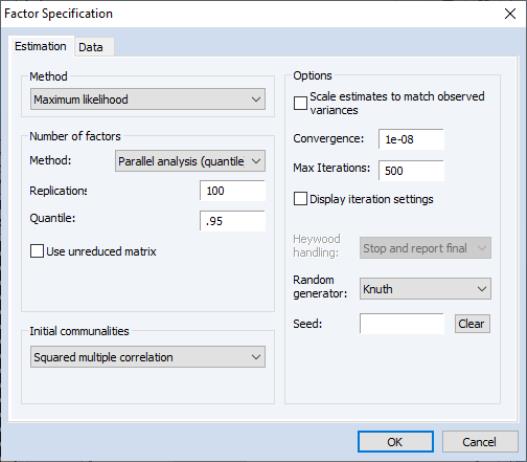 Factor Specification
Estimation
Data
Method
Maximum likelihood
Number of factors
Method:
Parallel analysis (quantile
Replications
100
Quantile:
.95
Use unreduced matrix
Initial communalities
Squared multiple correlation
Options
Scale estimates to match observed
variances
Convergence:
1e-08
Max Iterations:
500
Display iteration settings
Heywood
handling:
Stop and report final
Random
generator:
Knuth
Seed:
Clear
OK
Cancel